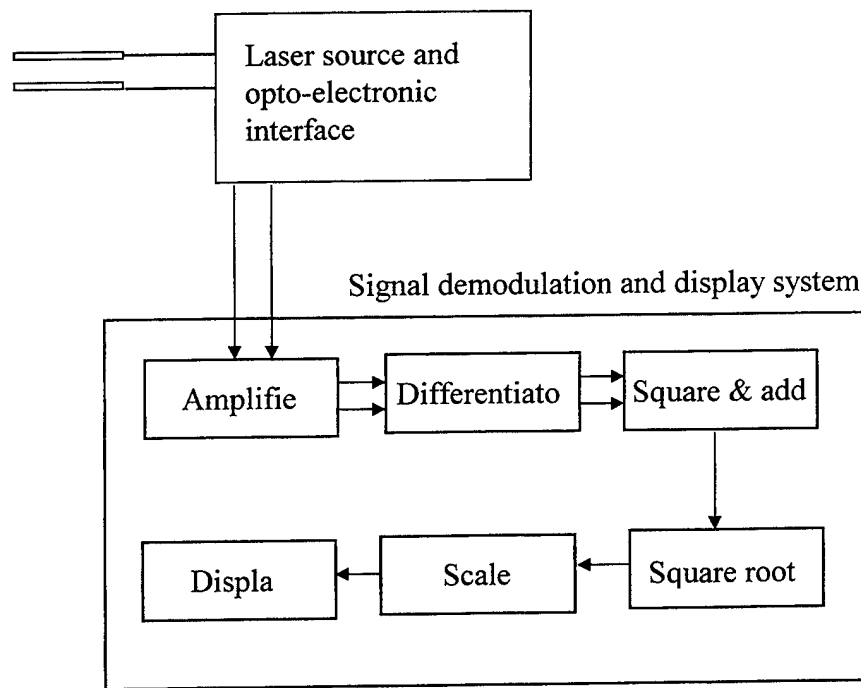 Laser source and
opto-electronic
interface
Signal demodulation and display system
Amplifie
Differentiato
Square & add
Displa
Scale
Square root